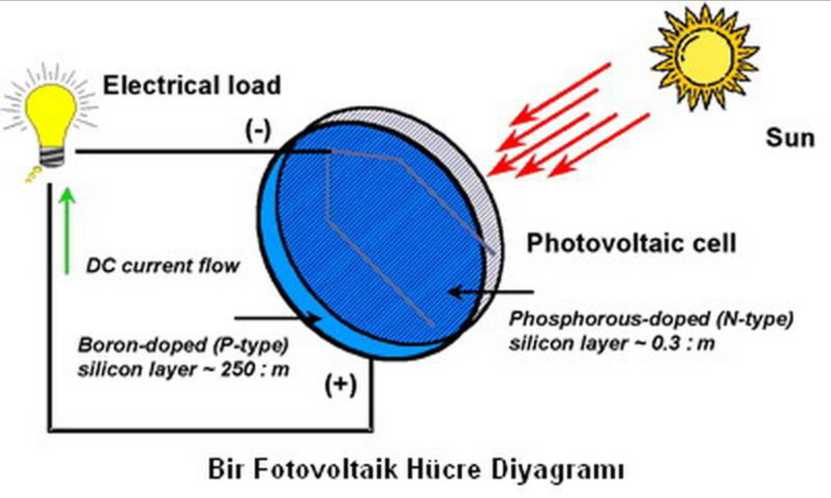 Electrical load
(-)
Sun
Photovoltaic cell
DC current flow
Phosphorous-doped (N-type)
silicon layer ~ 0.3 : m
Boron-doped (P-type)
silicon layer ~ 250 : m
(+)
Bir Fotovoltaik Hücre Diyagramı